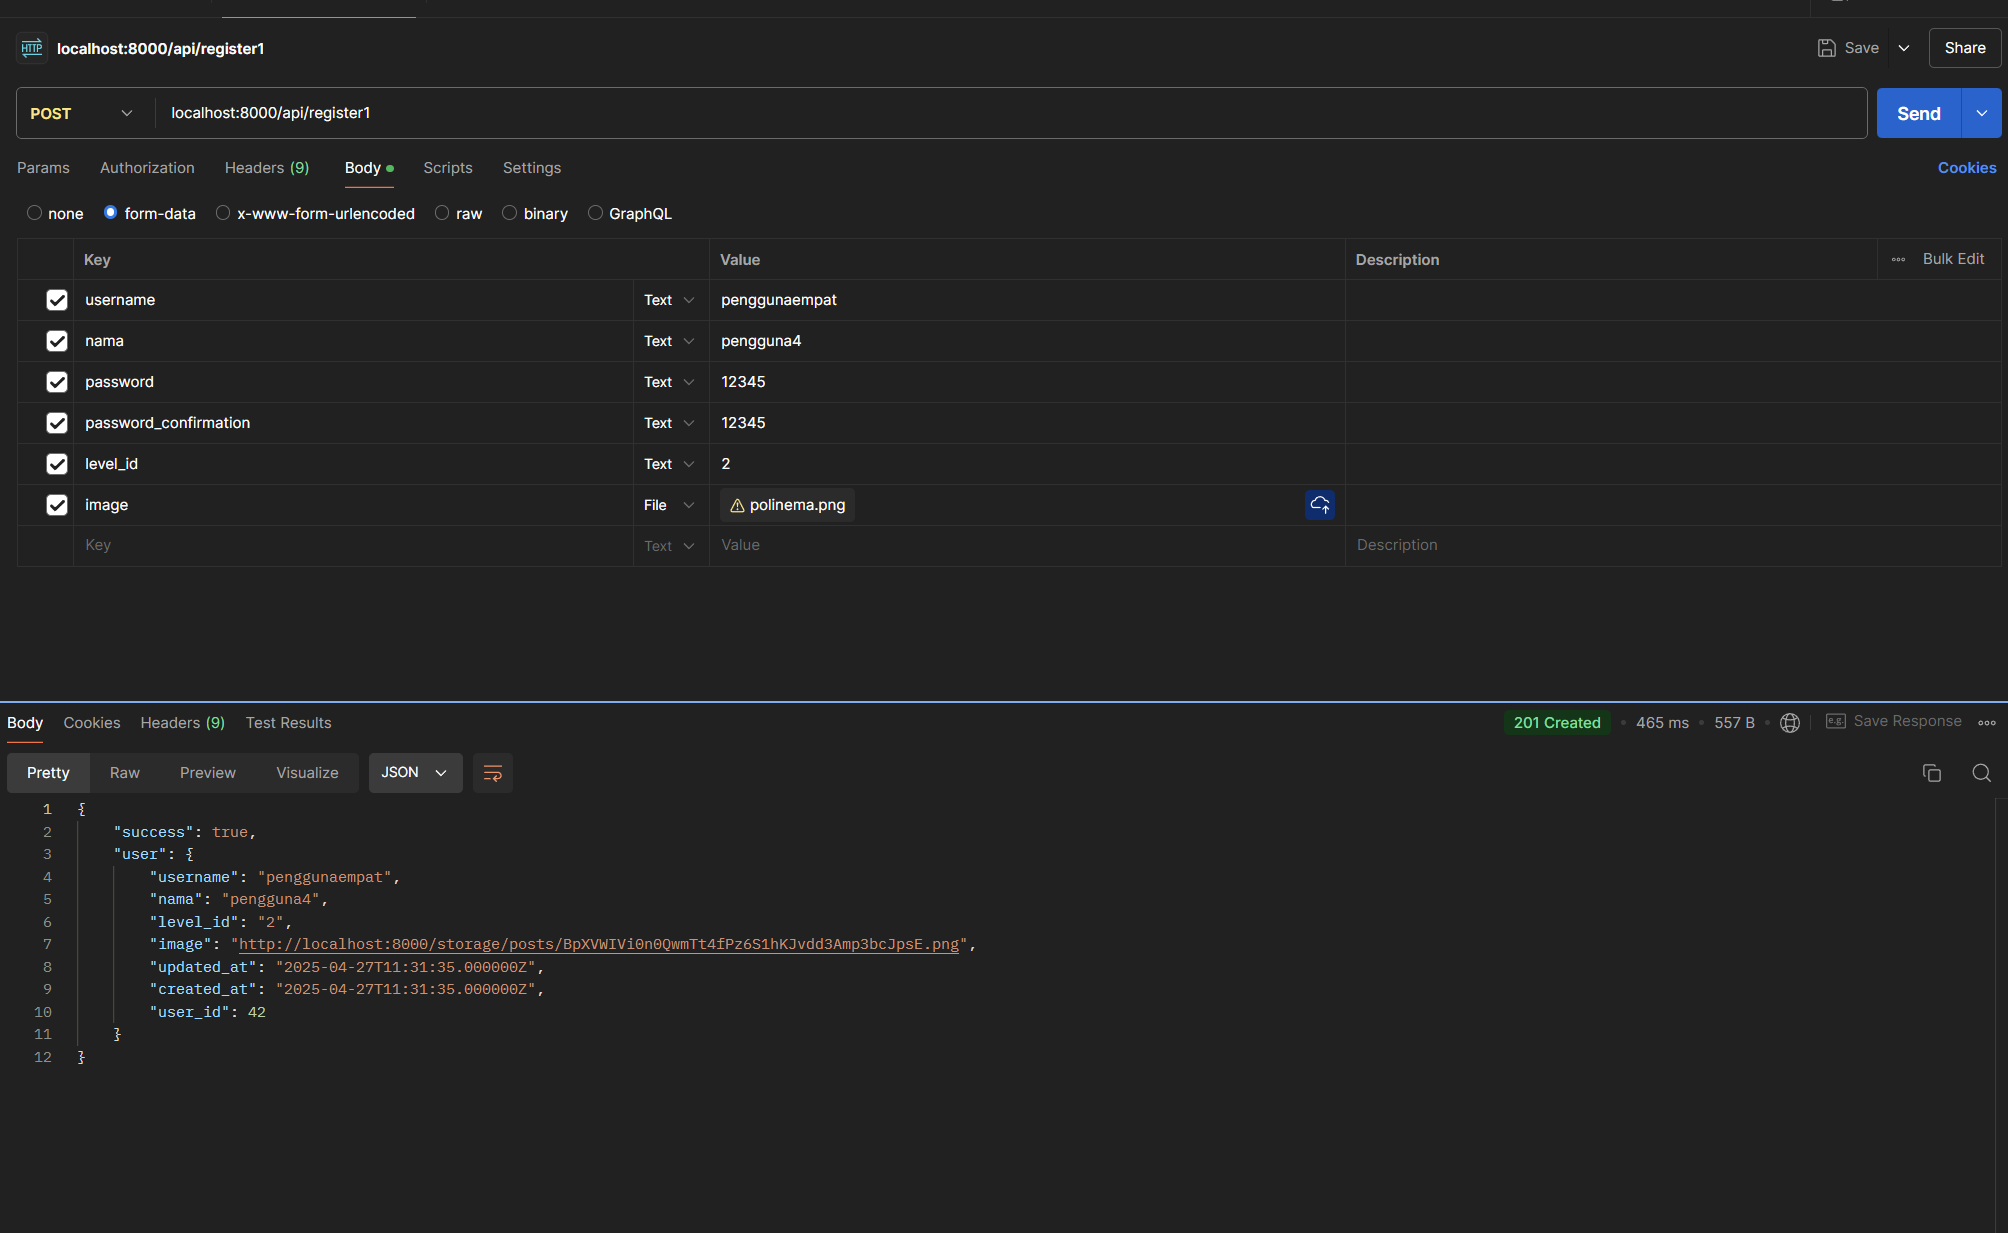 HTTP localhost:8000/api/register1 Save Share
POST localhost:8000/api/register1 Send
Params Authorization Headers (9) Body Scripts Settings Cookies
none form-data x-www-form-urlencoded raw binary GraphQL
Key Value Description Bulk Edit
username Text penggunaempat
nama Text pengguna4
password Text 12345
password_confirmation Text 12345
level_id Text 2
image File polinema.png
Key Text Value Description
Body Cookies Headers (9) Test Results 201 Created 465 ms 557 B e.g. Save Response
Pretty Raw Preview Visualize JSON
1 {
2 "success": true,
3 "user": {
4 "username": "penggunaempat",
5 "nama": "pengguna4",
6 "level_id": "2",
7 "image": "http://localhost:8000/storage/posts/BpXVWIVi0n0QwmTt4fPz6S1hKJvdd3Amp3bcJpsE.png",
8 "updated_at": "2025-04-27T11:31:35.000000Z",
9 "created_at": "2025-04-27T11:31:35.000000Z",
10 "user_id": 42
11 }
12 }